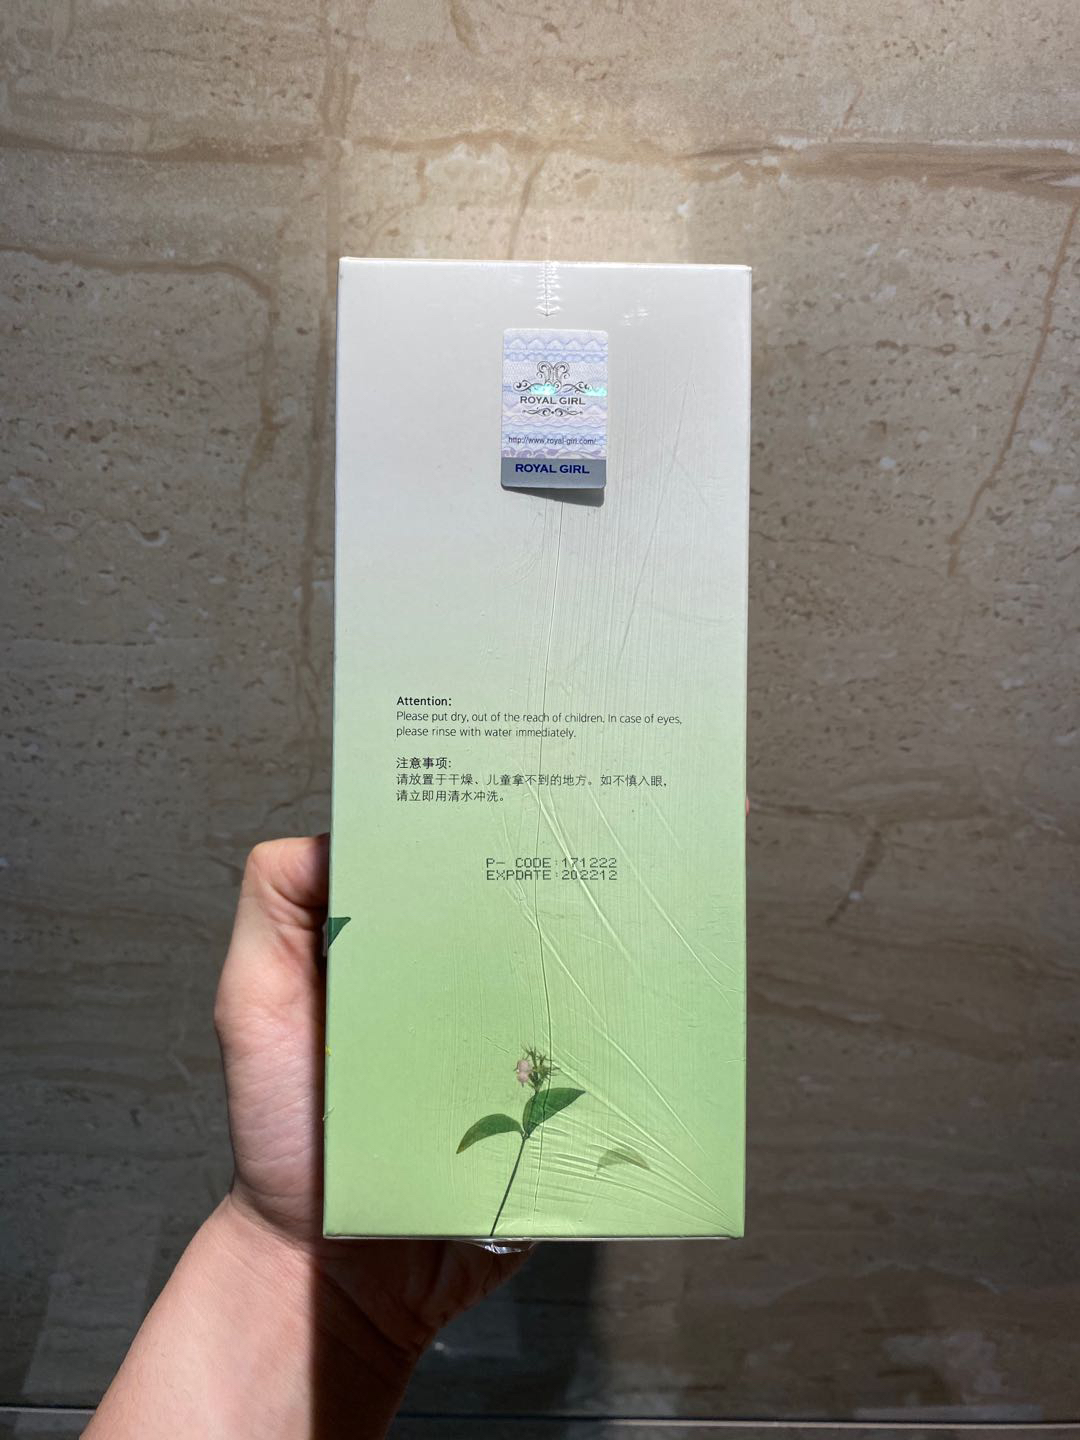 ROYAL GIRL
http://www.royal-girl.com/
ROYAL GIRL
Attention:
Please put dry, out of the reach of children. In case of eyes,
please rinse with water immediately.
注意事项:
请放置于干燥、儿童拿不到的地方。如不慎入眼,
请立即用清水冲洗。
P- CODE:171222
EXPDATE:202212